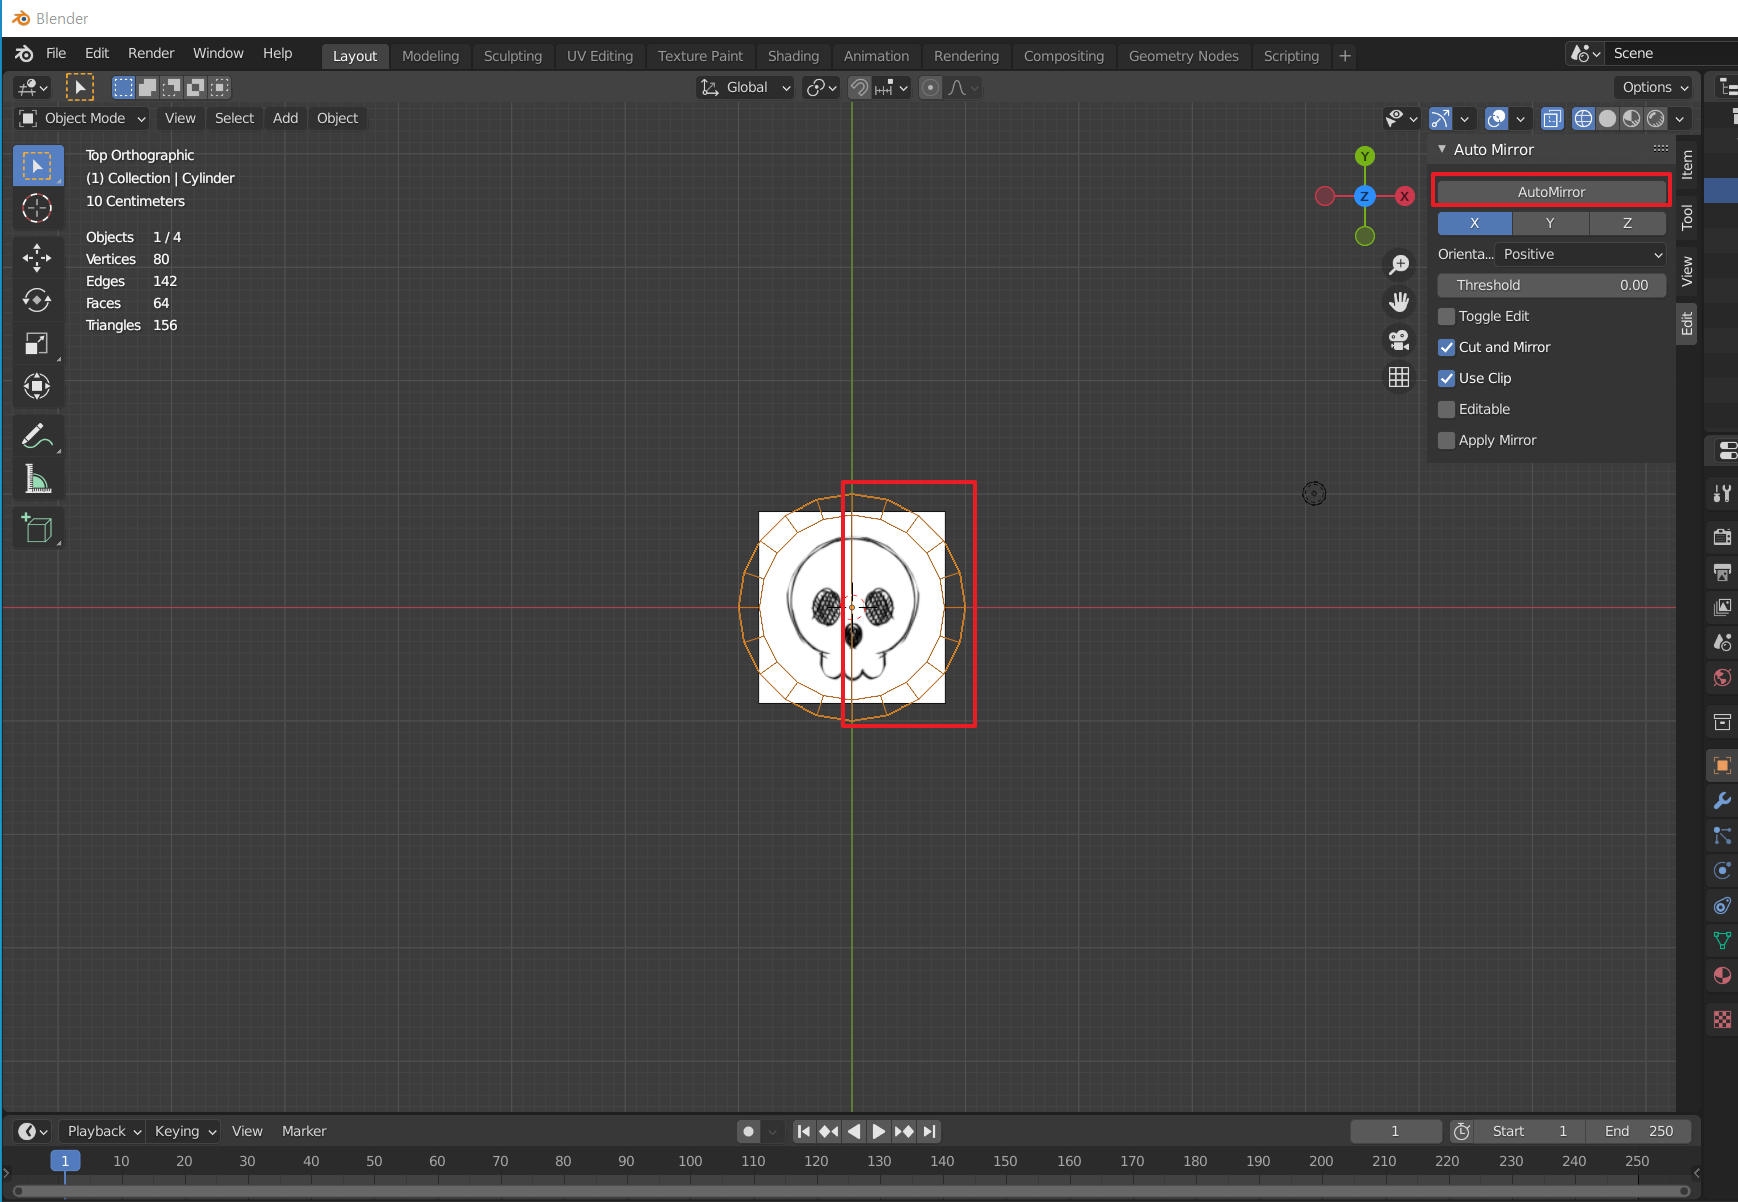 Blender
File Edit Render Window Help Layout Modeling Sculpting UV Editing Texture Paint Shading Animation Rendering Compositing Geometry Nodes Scripting + Scene
Global Options
Object Mode View Select Add Object
Top Orthographic
(1) Collection | Cylinder
10 Centimeters
Objects 1 / 4
Vertices 80
Edges 142
Faces 64
Triangles 156
Y
Z X
Auto Mirror
AutoMirror
X Y Z
Orienta... Positive
Threshold 0.00
Toggle Edit
Cut and Mirror
Use Clip
Editable
Apply Mirror
Item
Tool
View
Edit
Playback Keying View Marker 1 Start 1 End 250
1 10 20 30 40 50 60 70 80 90 100 110 120 130 140 150 160 170 180 190 200 210 220 230 240 250